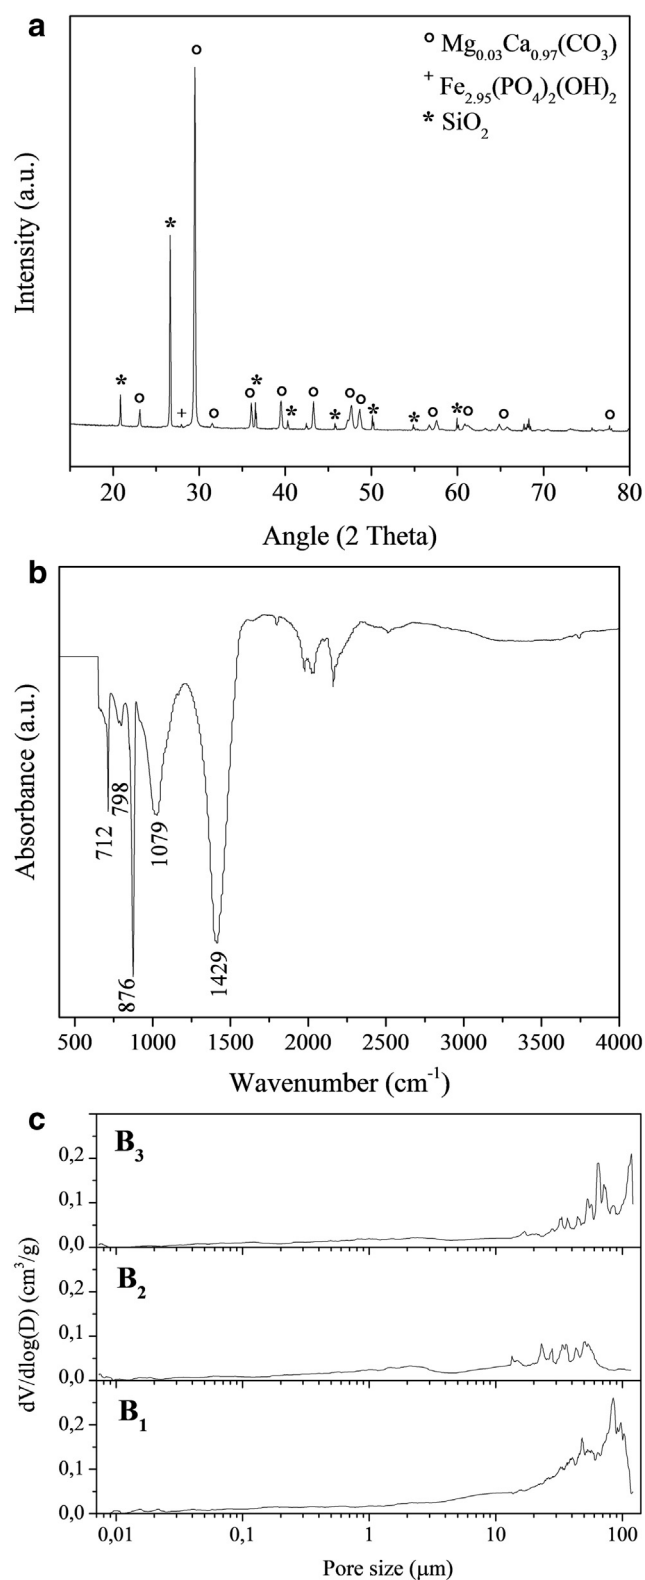 a
o Mg0.03Ca0.97(CO3)
+ Fe2.95(PO4)2(OH)2
* SiO2
Intensity (a.u.)
20 30 40 50 60 70 80
Angle (2 Theta)
b
Absorbance (a.u.)
712
798
876
1079
1429
500 1000 1500 2000 2500 3000 3500 4000
Wavenumber (cm-1)
c
B3
0,2
0,1
0,0
B2
0,2
0,1
0,0
B1
0,2
0,1
0,0
dV/dlog(D) (cm3/g)
0,01 0,1 1 10 100
Pore size (μm)